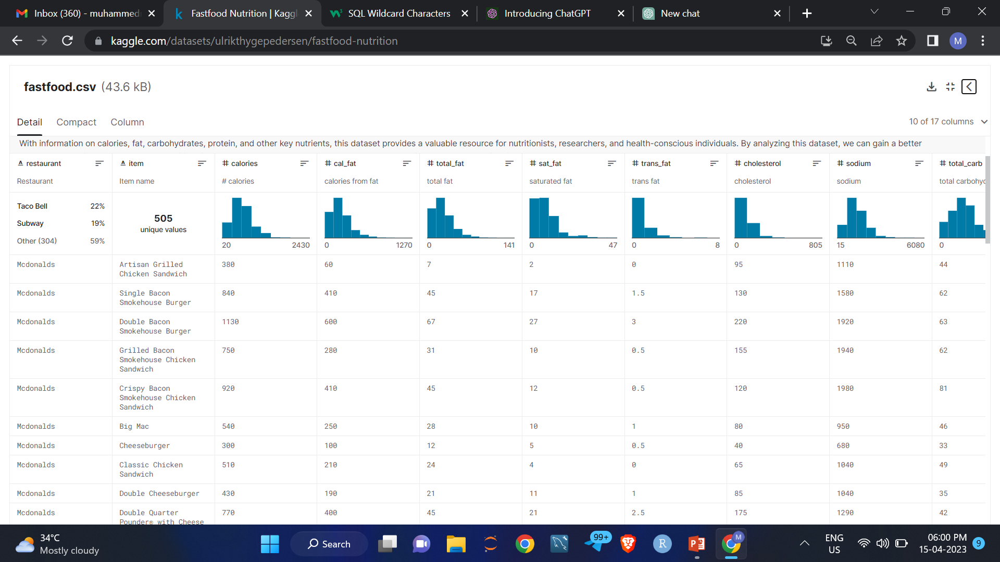 Inbox (360) - muhammed
Fastfood Nutrition | Kaggl
SQL Wildcard Characters
Introducing ChatGPT
New chat
kaggle.com/datasets/ulrikthygepedersen/fastfood-nutrition
M
fastfood.csv (43.6 kB)
Detail Compact Column
10 of 17 columns
With information on calories, fat, carbohydrates, protein, and other key nutrients, this dataset provides a valuable resource for nutritionists, researchers, and health-conscious individuals. By analyzing this dataset, we can gain a better
A restaurant A item # calories # cal_fat # total_fat # sat_fat # trans_fat # cholesterol # sodium # total_carb
Restaurant Item name # calories calories from fat total fat saturated fat trans fat cholesterol sodium total carbohyd
Taco Bell 22%
Subway 19%
Other (304) 59%
505
unique values
20 2430 0 1270 0 141 0 47 0 8 0 805 15 6080 0
Mcdonalds Artisan Grilled 380 60 7 2 0 95 1110 44
Chicken Sandwich
Mcdonalds Single Bacon 840 410 45 17 1.5 130 1580 62
Smokehouse Burger
Mcdonalds Double Bacon 1130 600 67 27 3 220 1920 63
Smokehouse Burger
Mcdonalds Grilled Bacon 750 280 31 10 0.5 155 1940 62
Smokehouse Chicken
Sandwich
Mcdonalds Crispy Bacon 920 410 45 12 0.5 120 1980 81
Smokehouse Chicken
Sandwich
Mcdonalds Big Mac 540 250 28 10 1 80 950 46
Mcdonalds Cheeseburger 300 100 12 5 0.5 40 680 33
Mcdonalds Classic Chicken 510 210 24 4 0 65 1040 49
Sandwich
Mcdonalds Double Cheeseburger 430 190 21 11 1 85 1040 35
Mcdonalds Double Quarter 770 400 45 21 2.5 175 1290 42
Pounder® with Cheese
34°C
Mostly cloudy
Search
99+
R
P
M
ENG
US
06:00 PM
15-04-2023
9